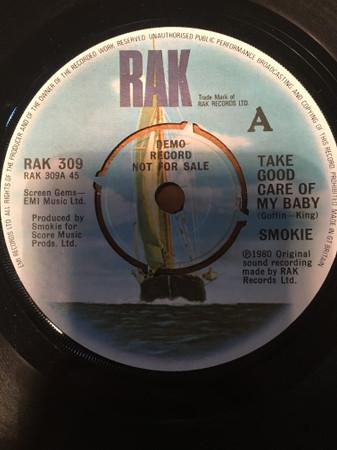 ALL RIGHTS OF THE PRODUCER AND OF THE OWNER OF THE RECORDED WORK RESERVED. UNAUTHORISED PUBLIC PERFORMANCE, BROADCASTING AND COPYING OF THIS RECORD PROHIBITED
RAK
Trade Mark of
RAK RECORDS LTD.
A
DEMO
RECORD
NOT FOR SALE
RAK 309
RAK 309A 45
Screen Gems—
EMI Music Ltd.
Produced by
Smokie for
Score Music
Prods. Ltd.
TAKE
GOOD
CARE OF
MY BABY
(Goffin—King)
SMOKIE
℗1980 Original
sound recording
made by RAK
Records Ltd.
EMI RECORDS LTD
MADE IN GT BRITAIN